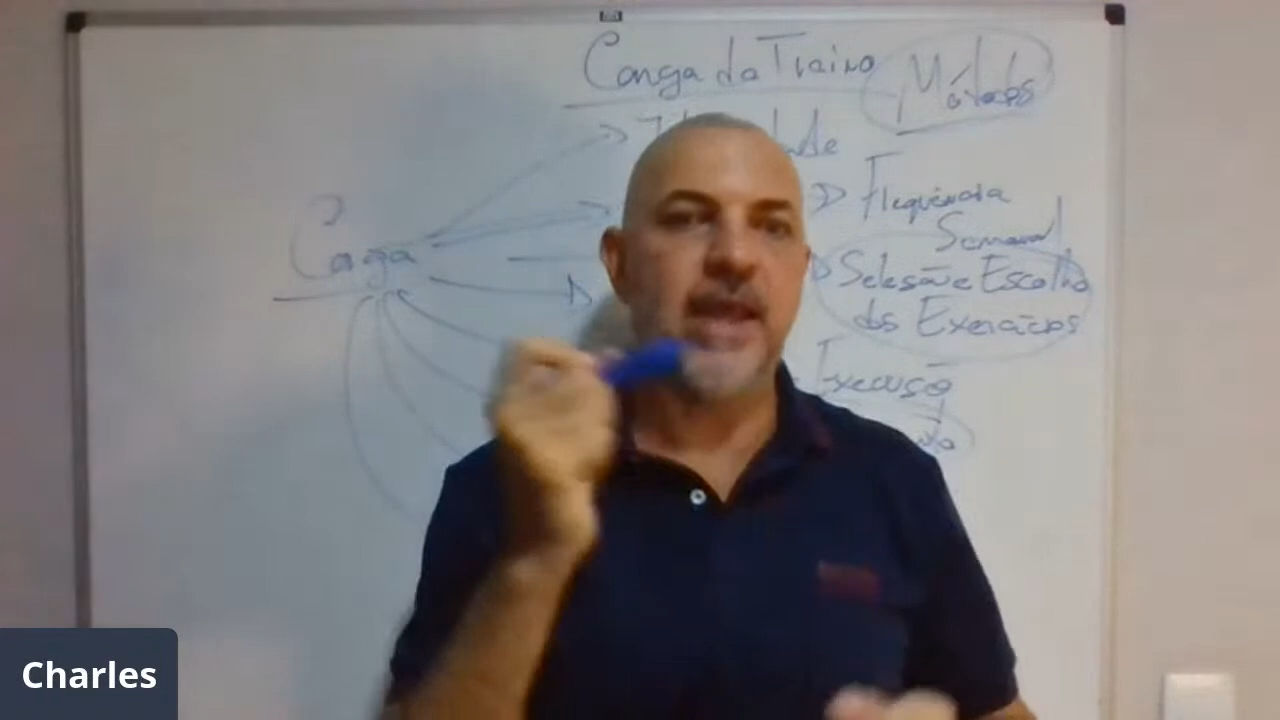 Carga do Treino
Métodos
Frequência
Semanal
Carga
Seleção e Escolha
dos Exercícios
Execução
Charles